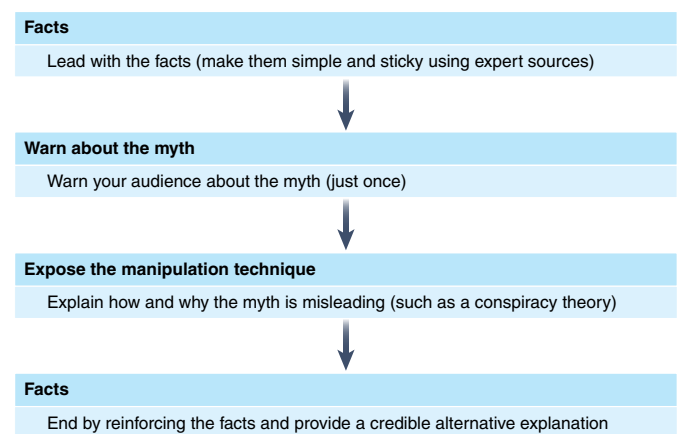 Facts
Lead with the facts (make them simple and sticky using expert sources)
Warn about the myth
Warn your audience about the myth (just once)
Expose the manipulation technique
Explain how and why the myth is misleading (such as a conspiracy theory)
Facts
End by reinforcing the facts and provide a credible alternative explanation